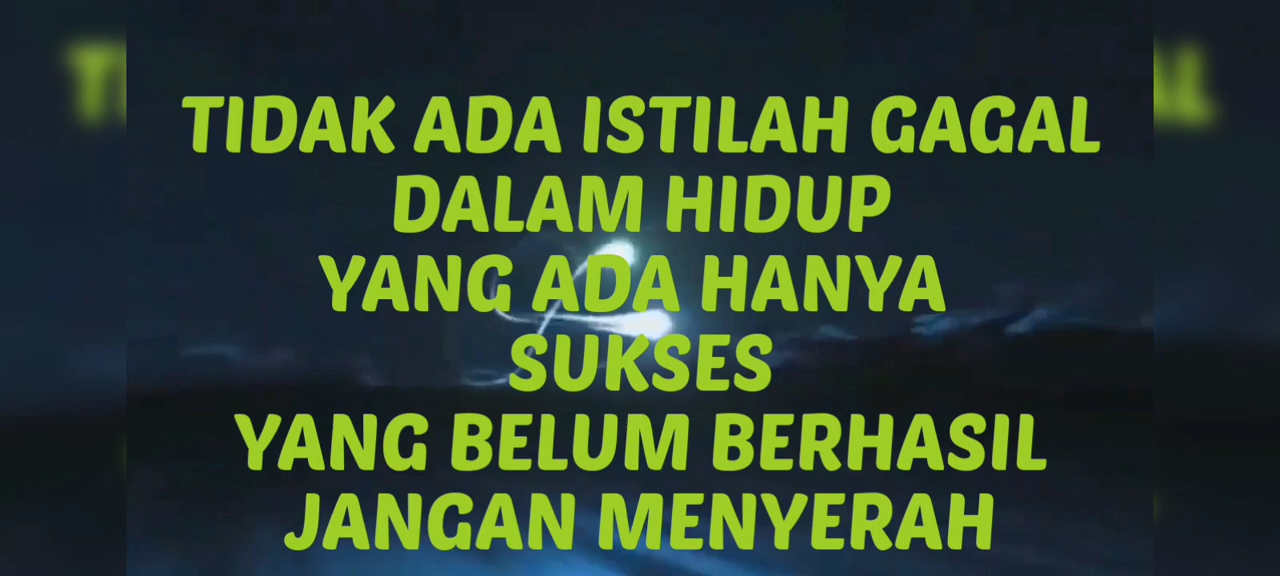 TIDAK ADA ISTILAH GAGAL
DALAM HIDUP
YANG ADA HANYA
SUKSES
YANG BELUM BERHASIL
JANGAN MENYERAH